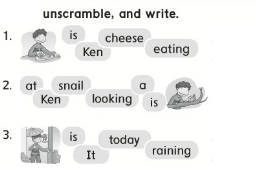 unscramble, and write.
1. is cheese
Ken eating
2. at snail a
Ken looking is
3. is today
It raining